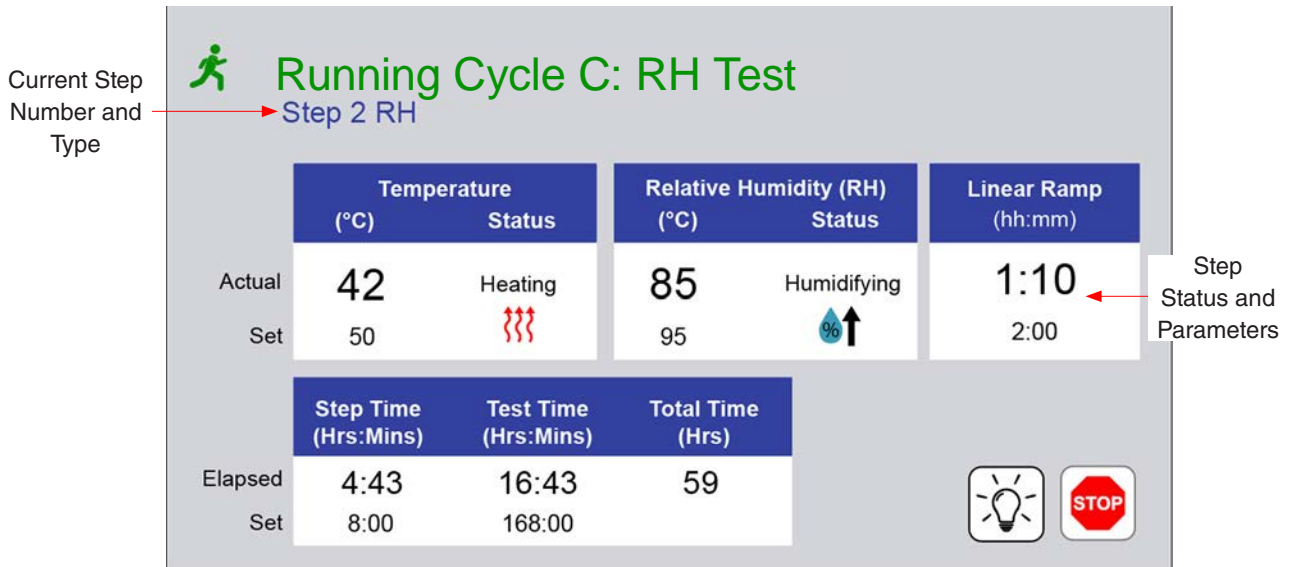 Running Cycle C: RH Test
Current Step
Number and
Type
Step 2 RH
Temperature
(°C) Status
Relative Humidity (RH)
(°C) Status
Linear Ramp
(hh:mm)
Actual 42 Heating 85 Humidifying 1:10
Set 50 95 % 2:00
Step
Status and
Parameters
Step Time Test Time Total Time
(Hrs:Mins) (Hrs:Mins) (Hrs)
Elapsed 4:43 16:43 59
Set 8:00 168:00
STOP